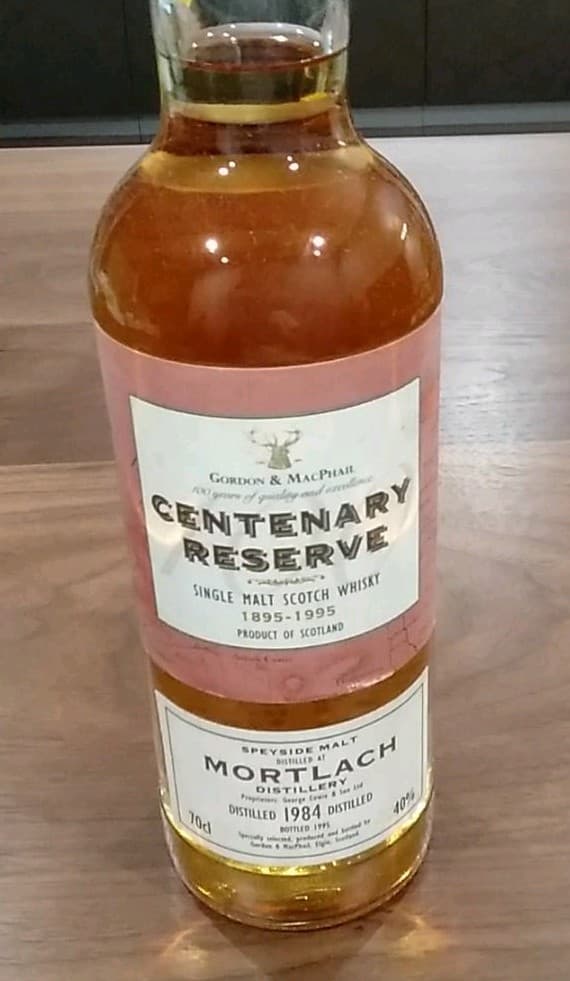 GORDON & MACPHAIL
100 years of quality and excellence
CENTENARY
RESERVE
SINGLE MALT SCOTCH WHISKY
1895-1995
PRODUCT OF SCOTLAND
SPEYSIDE MALT
DISTILLED AT
MORTLACH
DISTILLERY
Proprietors: George Cowie & Son Ltd
DISTILLED 1984 DISTILLED
70cl
40%
BOTTLED 1995
Specially selected, produced and bottled by
Gordon & MacPhail, Elgin, Scotland